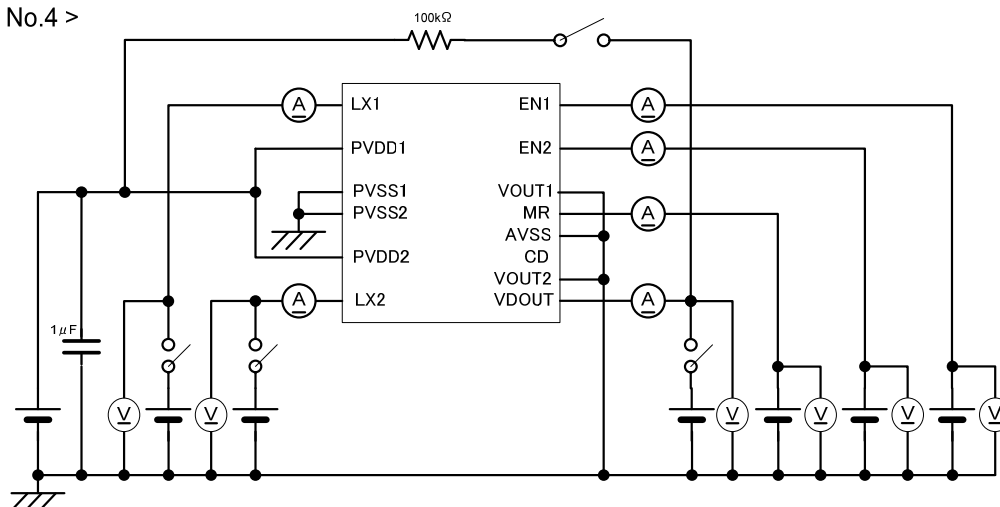 No.4 >
100kΩ
A LX1 EN1 A
PVDD1 EN2 A
PVSS1 VOUT1
PVSS2 MR A
AVSS
PVDD2 CD
VOUT2
A LX2 VDOUT A
1μF
V V V V V V